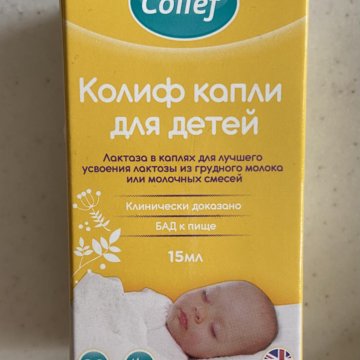 Colief
Колиф капли
для детей
Лактаза в каплях для лучшего
усвоения лактозы из грудного молока
или молочных смесей
Клинически доказано
БАД к пище
15мл